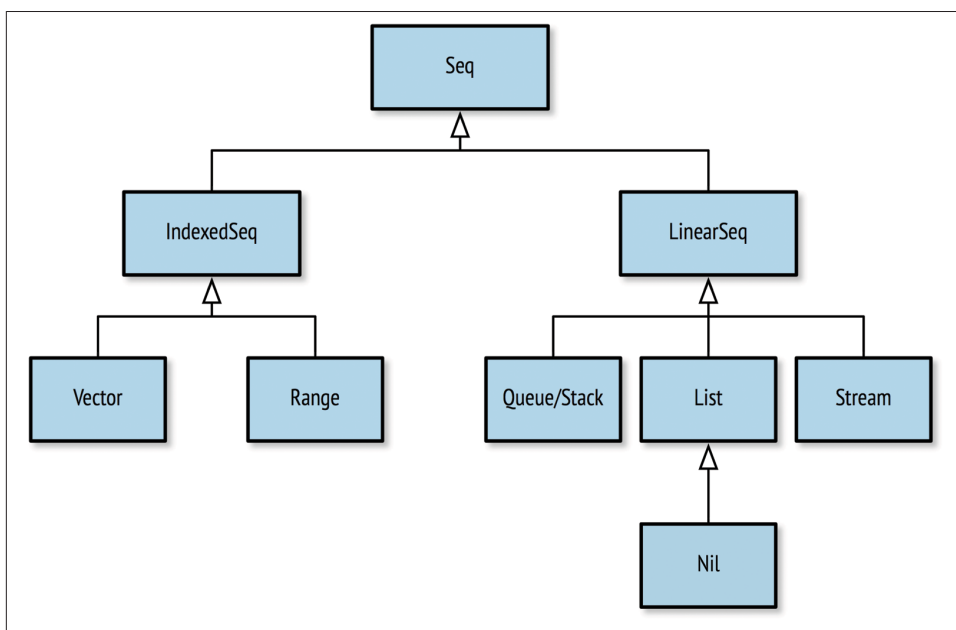 Seq
IndexedSeq
LinearSeq
Vector
Range
Queue/Stack
List
Stream
Nil